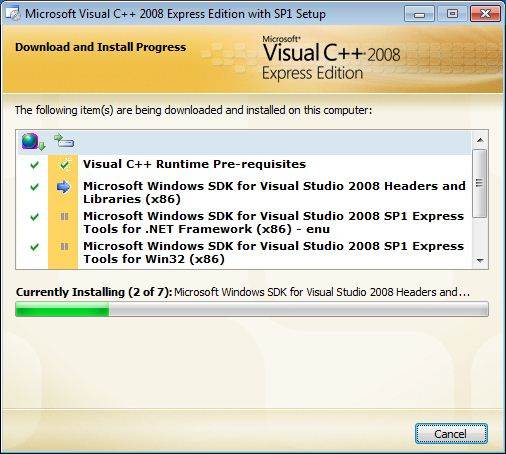 Microsoft Visual C++ 2008 Express Edition with SP1 Setup
Download and Install Progress
Microsoft®
Visual C++ 2008
Express Edition
The following item(s) are being downloaded and installed on this computer:
Visual C++ Runtime Pre-requisites
Microsoft Windows SDK for Visual Studio 2008 Headers and
Libraries (x86)
Microsoft Windows SDK for Visual Studio 2008 SP1 Express
Tools for .NET Framework (x86) - enu
Microsoft Windows SDK for Visual Studio 2008 SP1 Express
Tools for Win32 (x86)
Currently Installing (2 of 7): Microsoft Windows SDK for Visual Studio 2008 Headers and...
Cancel